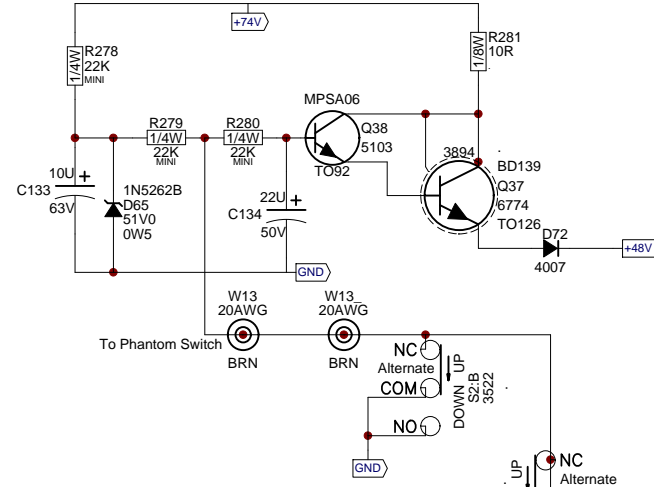 +74V
R278
1/4W
22K
MINI
R281
1/8W
10R
MPSA06
Q38
5103
TO92
R279
1/4W
22K
MINI
R280
1/4W
22K
MINI
3894
BD139
Q37
6774
TO126
10U
+
C133
63V
1N5262B
D65
51V0
0W5
22U
+
C134
50V
D72
4007
+48V
GND
W13
20AWG
BRN
W13_
20AWG
BRN
To Phantom Switch
NC
Alternate
COM
NO
UP
DOWN
S2:B
3522
GND
UP
NC
Alternate